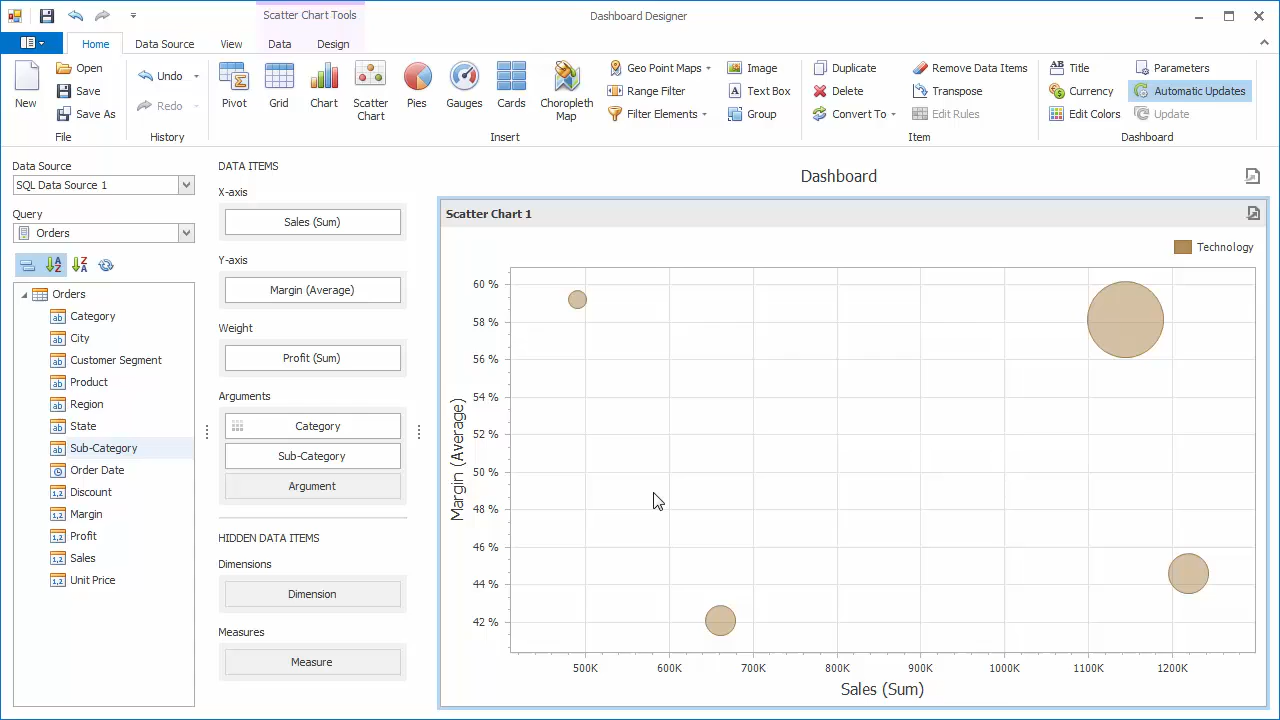 Scatter Chart Tools
Dashboard Designer
Home
Data Source
View
Data
Design
New
Open
Save
Save As
File
Undo
Redo
History
Pivot
Grid
Chart
Scatter
Chart
Pies
Gauges
Cards
Choropleth
Map
Geo Point Maps
Range Filter
Filter Elements
Image
Text Box
Group
Insert
Duplicate
Delete
Convert To
Remove Data Items
Transpose
Edit Rules
Item
Title
Currency
Edit Colors
Parameters
Automatic Updates
Update
Dashboard
Data Source
SQL Data Source 1
Query
Orders
Orders
Category
City
Customer Segment
Product
Region
State
Sub-Category
Order Date
Discount
Margin
Profit
Sales
Unit Price
DATA ITEMS
X-axis
Sales (Sum)
Y-axis
Margin (Average)
Weight
Profit (Sum)
Arguments
Category
Sub-Category
Argument
HIDDEN DATA ITEMS
Dimensions
Dimension
Measures
Measure
Dashboard
Scatter Chart 1
Technology
60 %
58 %
56 %
54 %
52 %
50 %
48 %
46 %
44 %
42 %
Margin (Average)
500K 600K 700K 800K 900K 1000K 1100K 1200K
Sales (Sum)